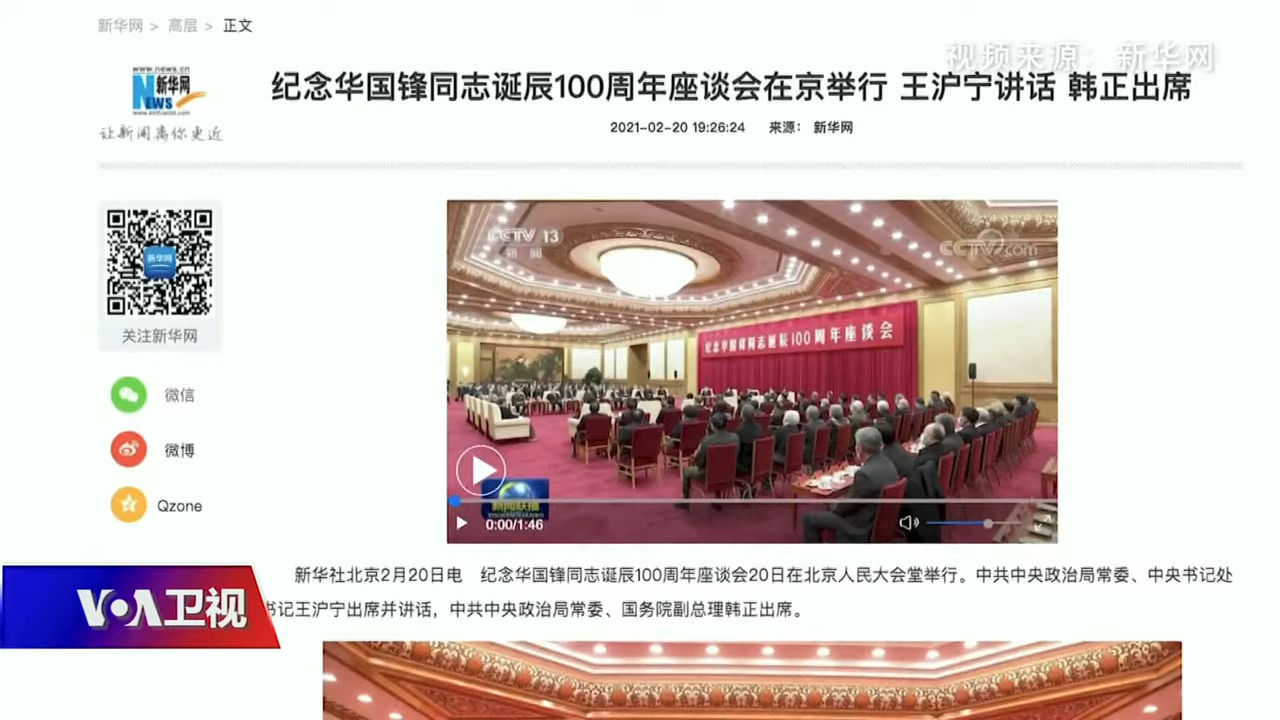 新华网 > 高层 > 正文
视频来源：新华网
www.news.cn
新华网
NEWS
www.xinhuanet.com
让新闻离你更近
纪念华国锋同志诞辰100周年座谈会在京举行 王沪宁讲话 韩正出席
2021-02-20 19:26:24 来源： 新华网
新华网
关注新华网
微信
微博
Qzone
CCTV 13
新闻
CCTV.com
纪念华国锋同志诞辰100周年座谈会
新闻联播
0:00/1:46
新华社北京2月20日电 纪念华国锋同志诞辰100周年座谈会20日在北京人民大会堂举行。中共中央政治局常委、中央书记处
书记王沪宁出席并讲话，中共中央政治局常委、国务院副总理韩正出席。
VOA卫视